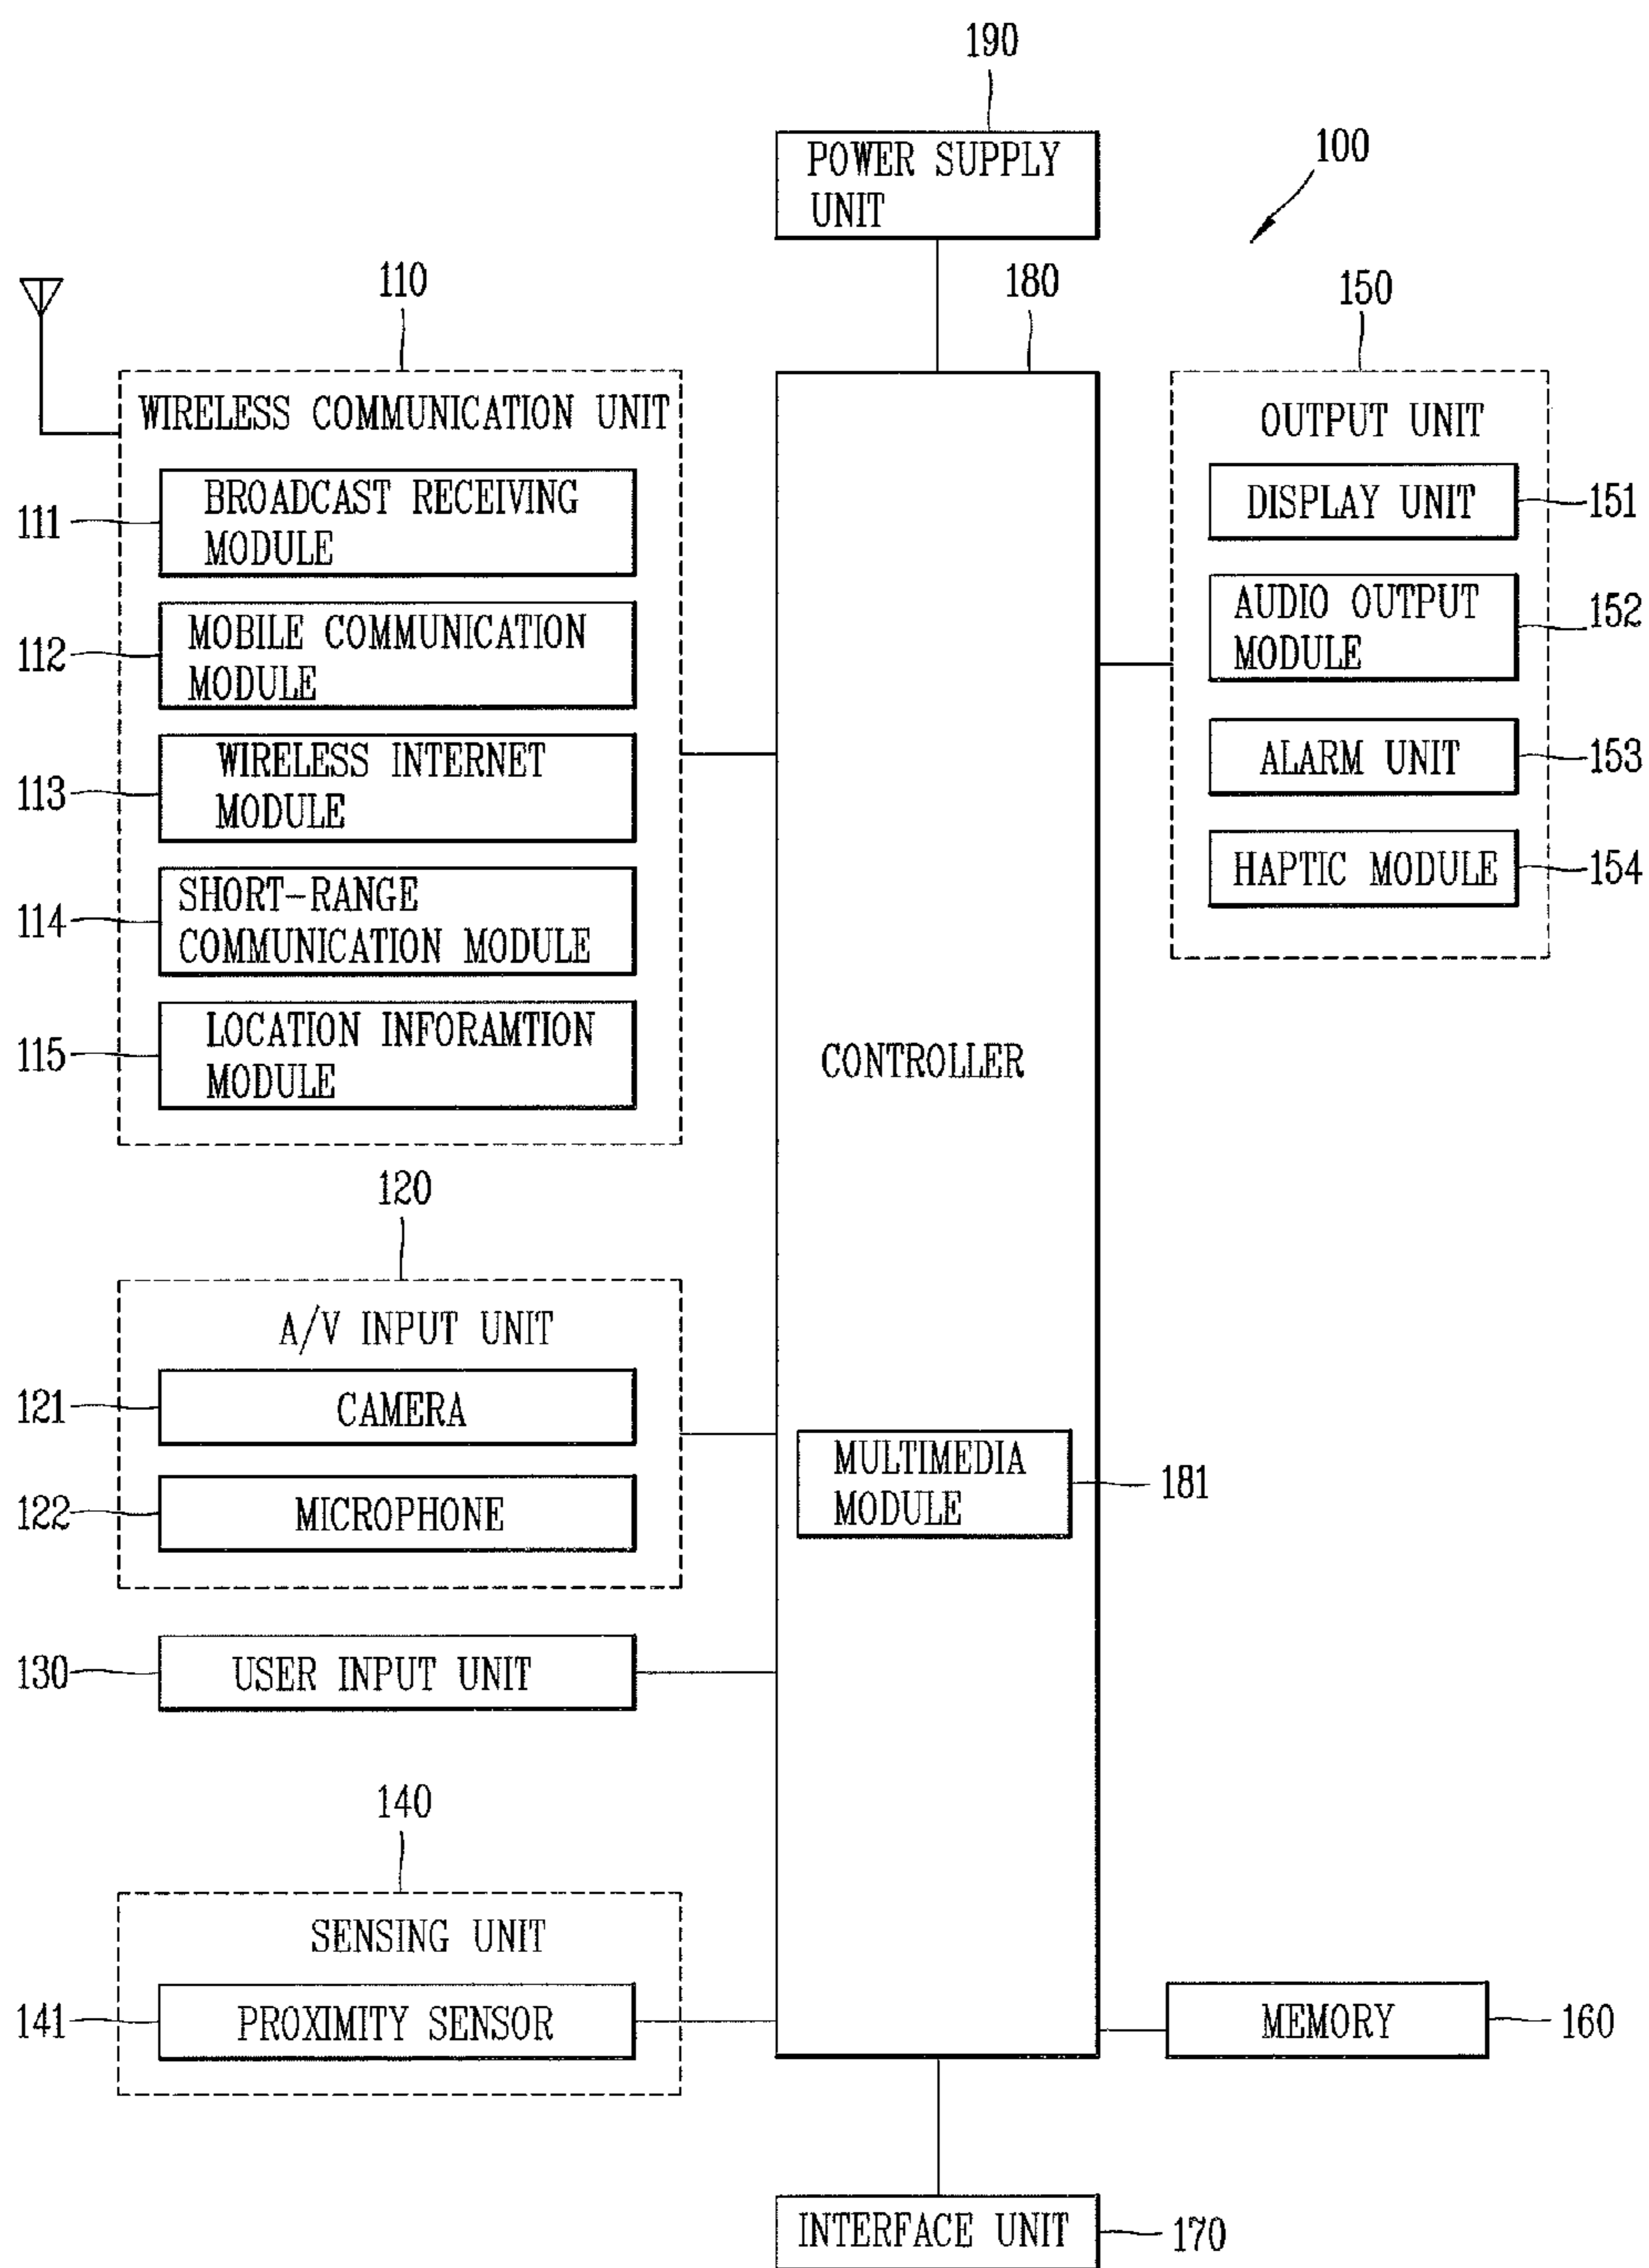 190
POWER SUPPLY
UNIT
100
110
180
150
WIRELESS COMMUNICATION UNIT
111
BROADCAST RECEIVING
MODULE
112
MOBILE COMMUNICATION
MODULE
113
WIRELESS INTERNET
MODULE
114
SHORT-RANGE
COMMUNICATION MODULE
115
LOCATION INFORAMTION
MODULE
OUTPUT UNIT
DISPLAY UNIT
151
AUDIO OUTPUT
MODULE
152
ALARM UNIT
153
HAPTIC MODULE
154
CONTROLLER
120
A/V INPUT UNIT
121
CAMERA
122
MICROPHONE
MULTIMEDIA
MODULE
181
130
USER INPUT UNIT
140
SENSING UNIT
141
PROXIMITY SENSOR
MEMORY
160
INTERFACE UNIT
170